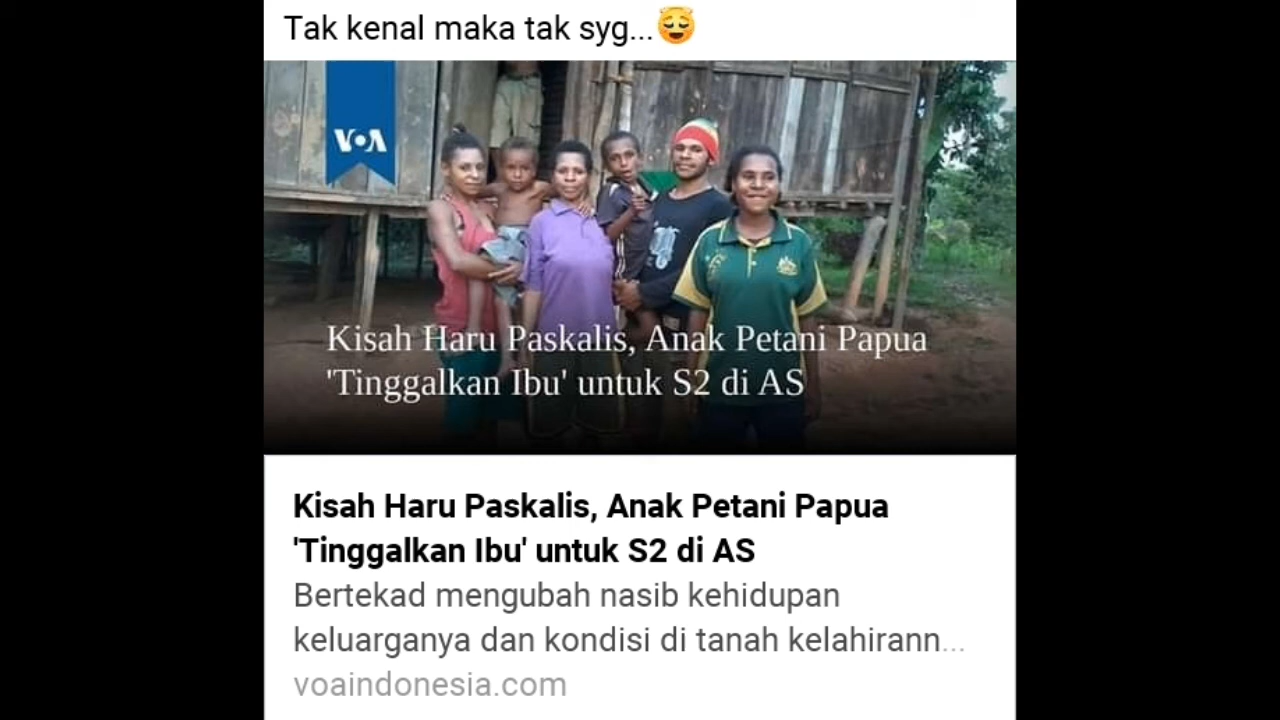 Tak kenal maka tak syg...😇
VOA
Kisah Haru Paskalis, Anak Petani Papua
'Tinggalkan Ibu' untuk S2 di AS
Kisah Haru Paskalis, Anak Petani Papua
'Tinggalkan Ibu' untuk S2 di AS
Bertekad mengubah nasib kehidupan
keluarganya dan kondisi di tanah kelahirann...
voaindonesia.com